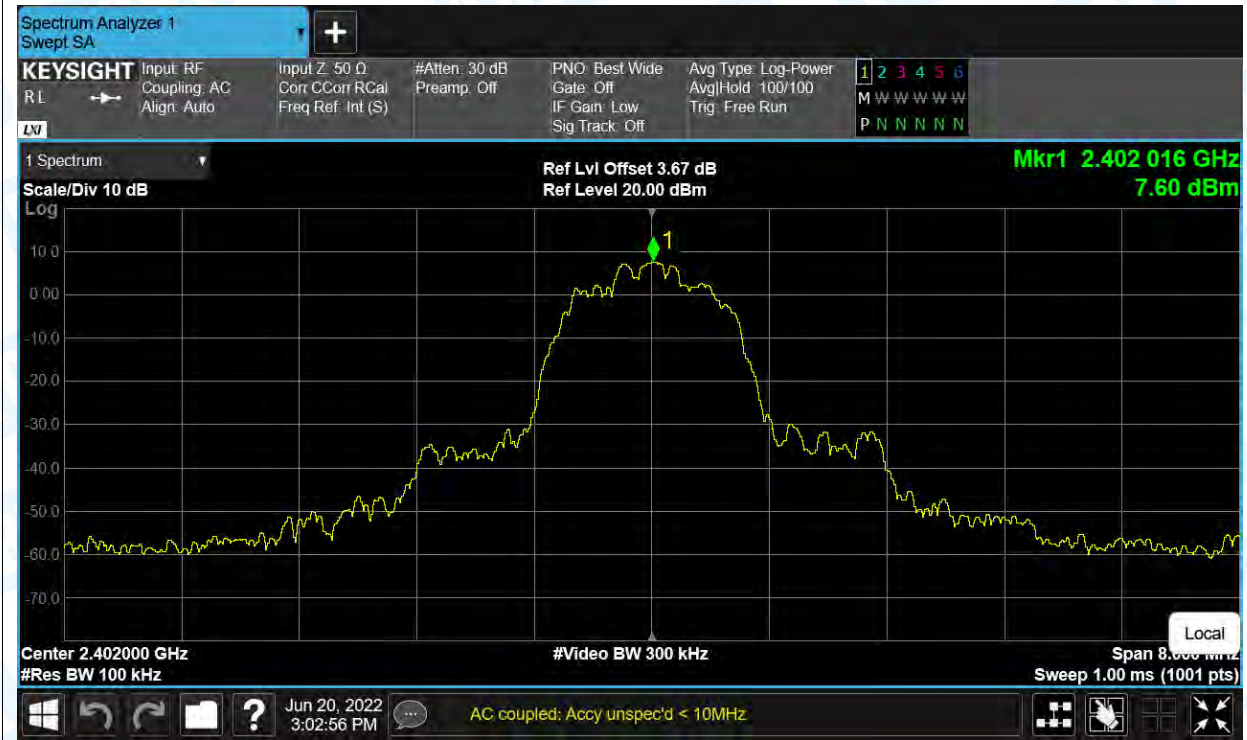 Spectrum Analyzer 1
Swept SA
KEYSIGHT
R L
LXI
Input: RF
Coupling: AC
Align: Auto
Input Z: 50 Ω
Corr CCorr RCal
Freq Ref: Int (S)
#Atten: 30 dB
Preamp: Off
PNO: Best Wide
Gate: Off
IF Gain: Low
Sig Track: Off
Avg Type: Log-Power
Avg|Hold: 100/100
Trig: Free Run
1 2 3 4 5 6
M W W W W W
P N N N N N
1 Spectrum
Scale/Div 10 dB
Log
Ref Lvl Offset 3.67 dB
Ref Level 20.00 dBm
Mkr1 2.402 016 GHz
7.60 dBm
1
10.0
0.00
-10.0
-20.0
-30.0
-40.0
-50.0
-60.0
-70.0
Local
Center 2.402000 GHz
#Res BW 100 kHz
#Video BW 300 kHz
Span
Sweep 1.00 ms (1001 pts)
?
Jun 20, 2022
3:02:56 PM
AC coupled: Accy unspec'd < 10MHz